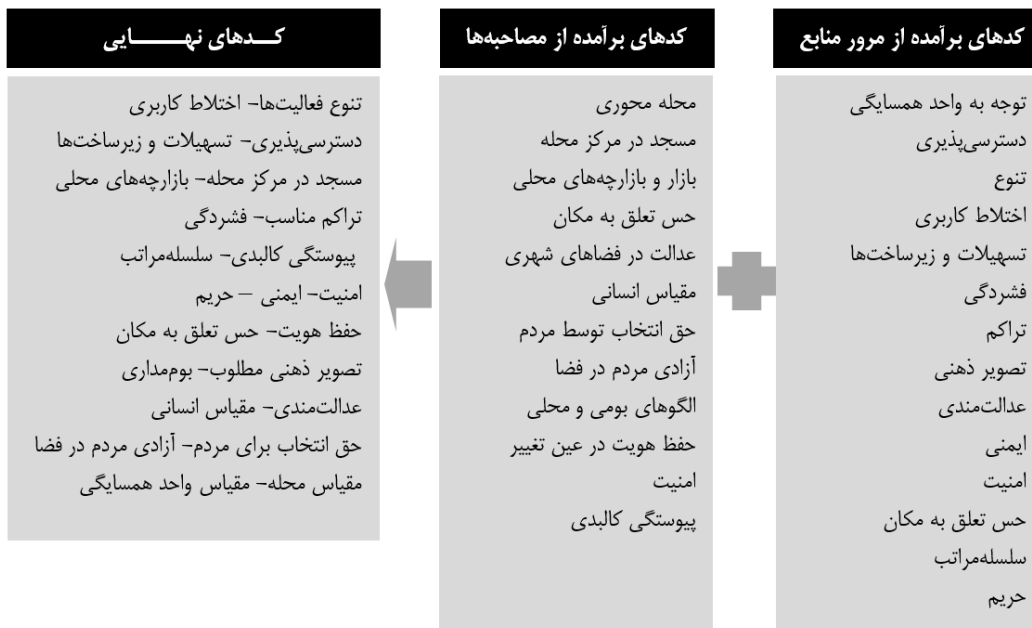 کدهای برآمده از مرور منابع
توجه به واحد همسایگی
دسترسی‌پذیری
تنوع
اختلاط کاربری
تسهیلات و زیرساخت‌ها
فشردگی
تراکم
تصویر ذهنی
عدالت‌مندی
ایمنی
امنیت
حس تعلق به مکان
سلسله‌مراتب
حریم
کدهای برآمده از مصاحبه‌ها
محله محوری
مسجد در مرکز محله
بازار و بازارچه‌های محلی
حس تعلق به مکان
عدالت در فضاهای شهری
مقیاس انسانی
حق انتخاب توسط مردم
آزادی مردم در فضا
الگوهای بومی و محلی
حفظ هویت در عین تغییر
امنیت
پیوستگی کالبدی
کـــدهای نهـــــــایی
تنوع فعالیت‌ها- اختلاط کاربری
دسترسی‌پذیری- تسهیلات و زیرساخت‌ها
مسجد در مرکز محله- بازارچه‌های محلی
تراکم مناسب- فشردگی
پیوستگی کالبدی- سلسله‌مراتب
امنیت- ایمنی – حریم
حفظ هویت- حس تعلق به مکان
تصویر ذهنی مطلوب- بوم‌مداری
عدالت‌مندی- مقیاس انسانی
حق انتخاب برای مردم- آزادی مردم در فضا
مقیاس محله- مقیاس واحد همسایگی